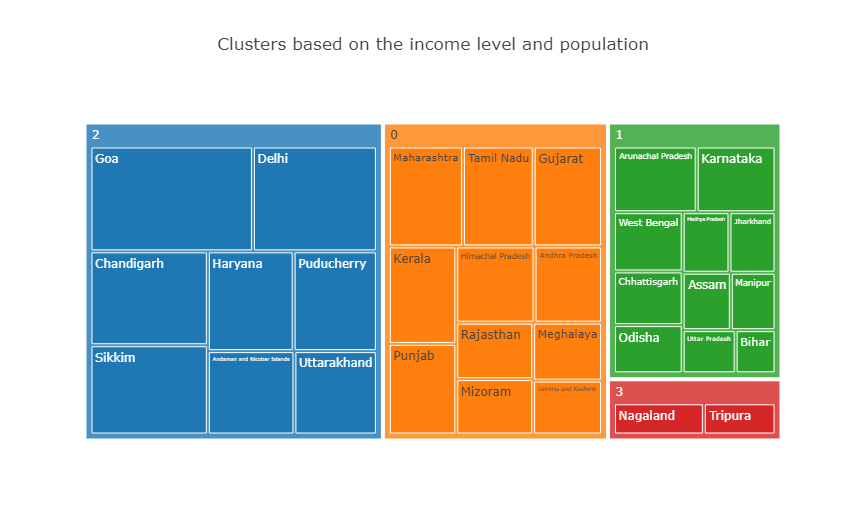 Clusters based on the income level and population
2
Goa
Delhi
Chandigarh
Haryana
Puducherry
Sikkim
Andaman and Nicobar Islands
Uttarakhand
0
Maharashtra
Tamil Nadu
Gujarat
Kerala
Himachal Pradesh
Andhra Pradesh
Punjab
Rajasthan
Meghalaya
Mizoram
Jammu and Kashmir
1
Arunachal Pradesh
Karnataka
West Bengal
Madhya Pradesh
Jharkhand
Chhattisgarh
Assam
Manipur
Odisha
Uttar Pradesh
Bihar
3
Nagaland
Tripura